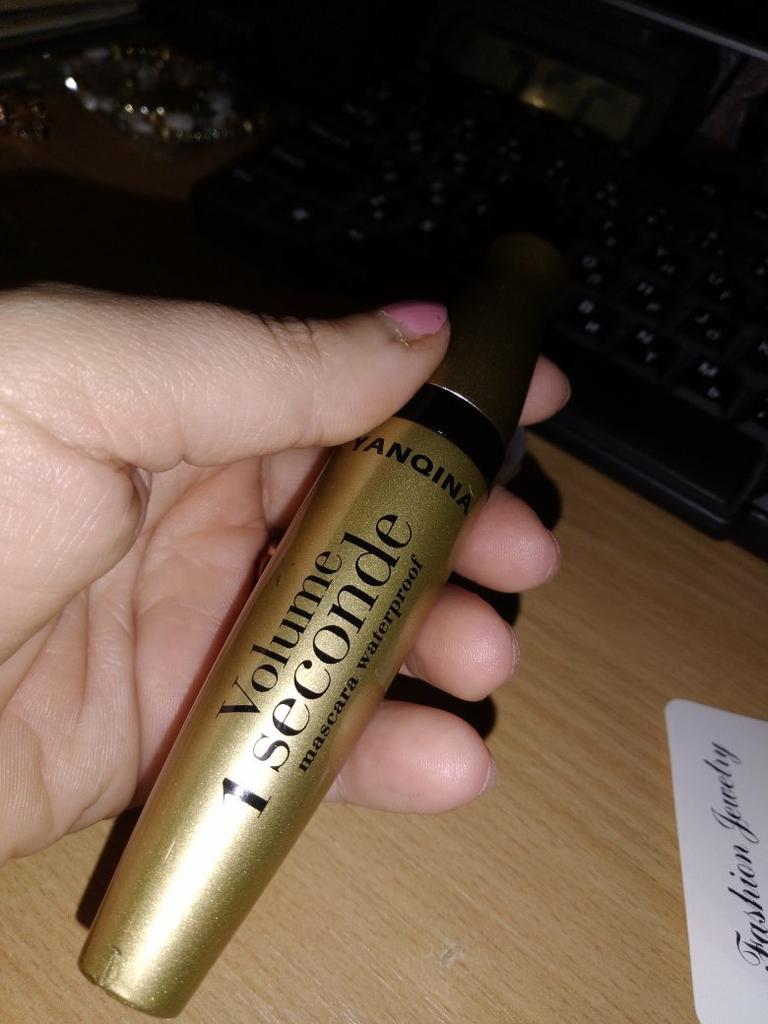 YANQINA
Volume
1 seconde
mascara waterproof
Fashion Jewelry